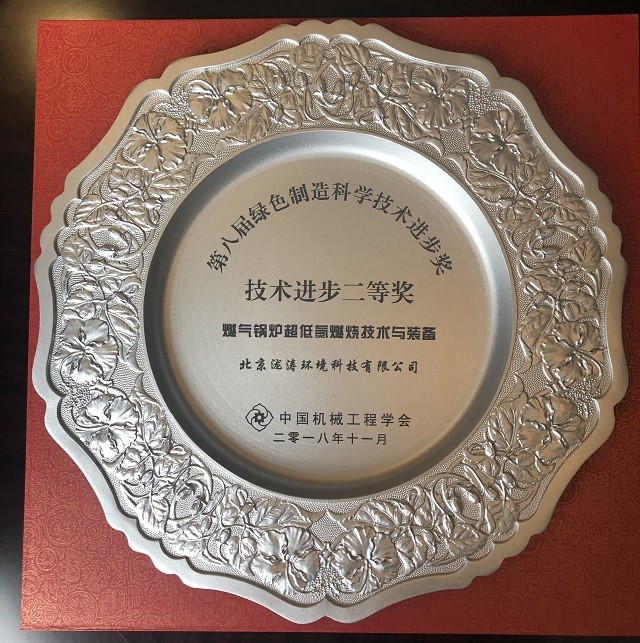 第八届绿色制造科学技术进步奖
技术进步二等奖
燃气锅炉超低氮燃烧技术与装备
北京泷涛环境科技有限公司
中国机械工程学会
二零一八年十一月